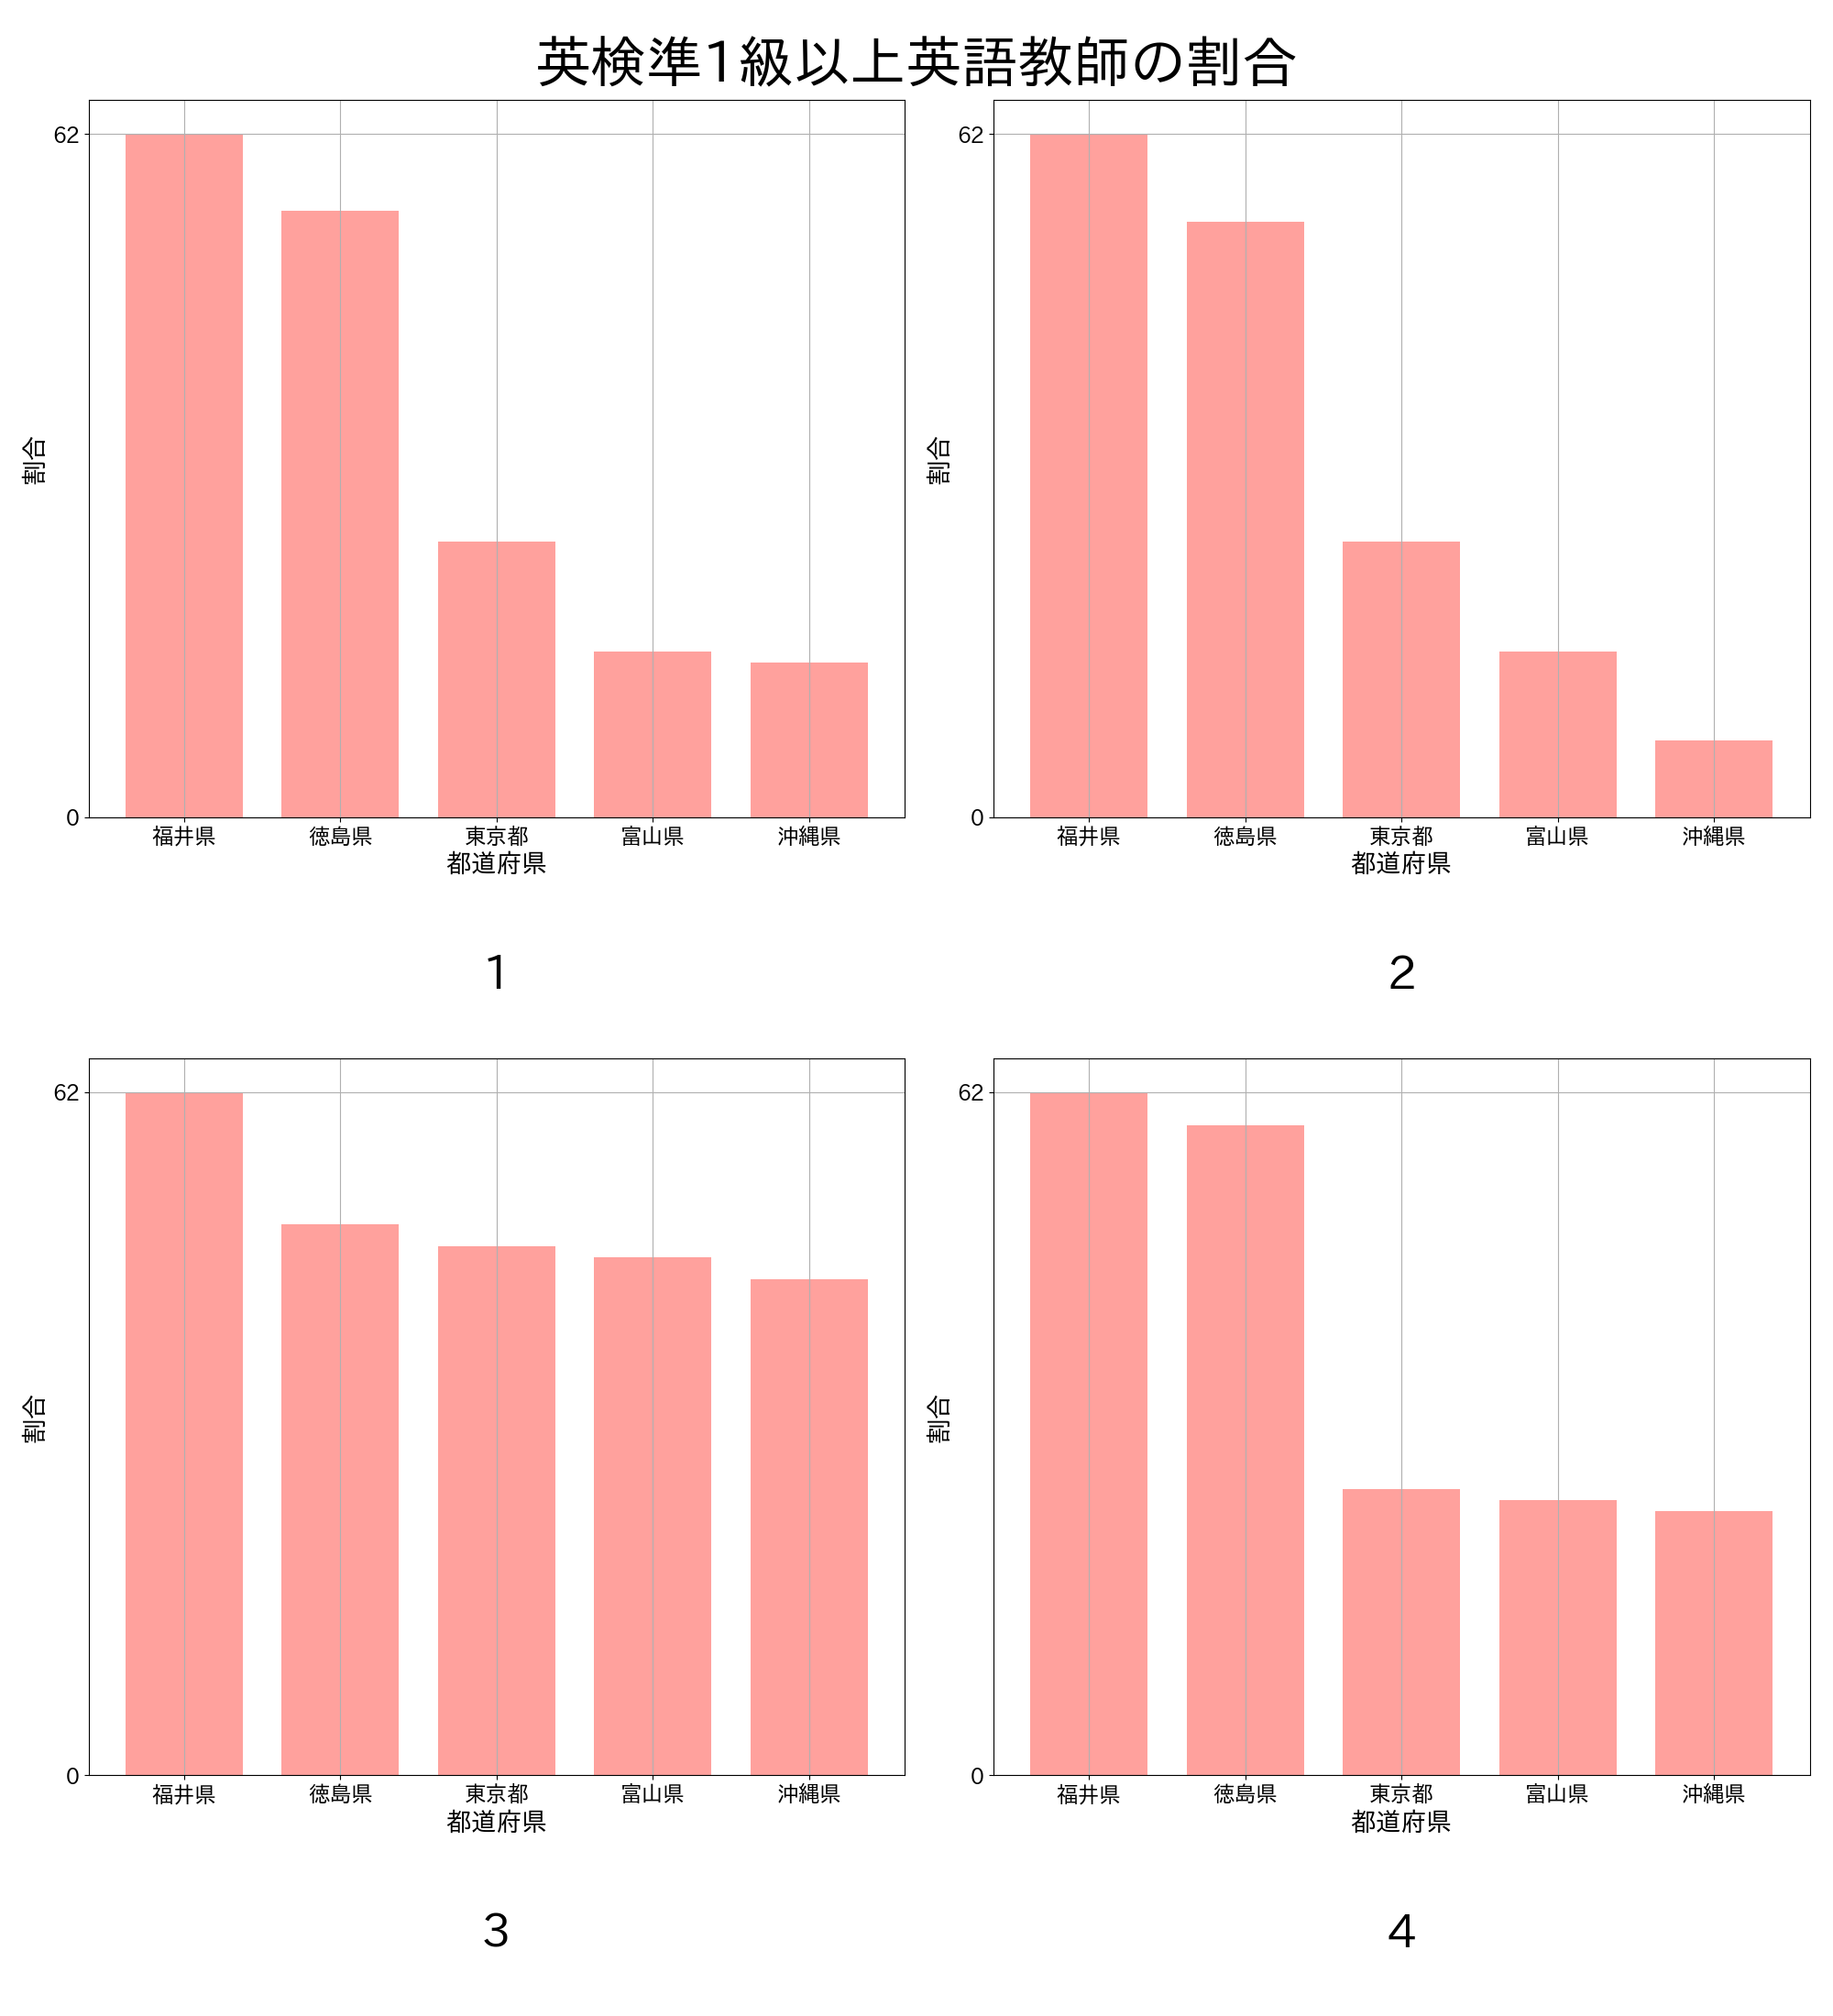 英検準1級以上英語教師の割合
62
0
割合
福井県 徳島県 東京都 富山県 沖縄県
都道府県
1
62
0
割合
福井県 徳島県 東京都 富山県 沖縄県
都道府県
2
62
0
割合
福井県 徳島県 東京都 富山県 沖縄県
都道府県
3
62
0
割合
福井県 徳島県 東京都 富山県 沖縄県
都道府県
4